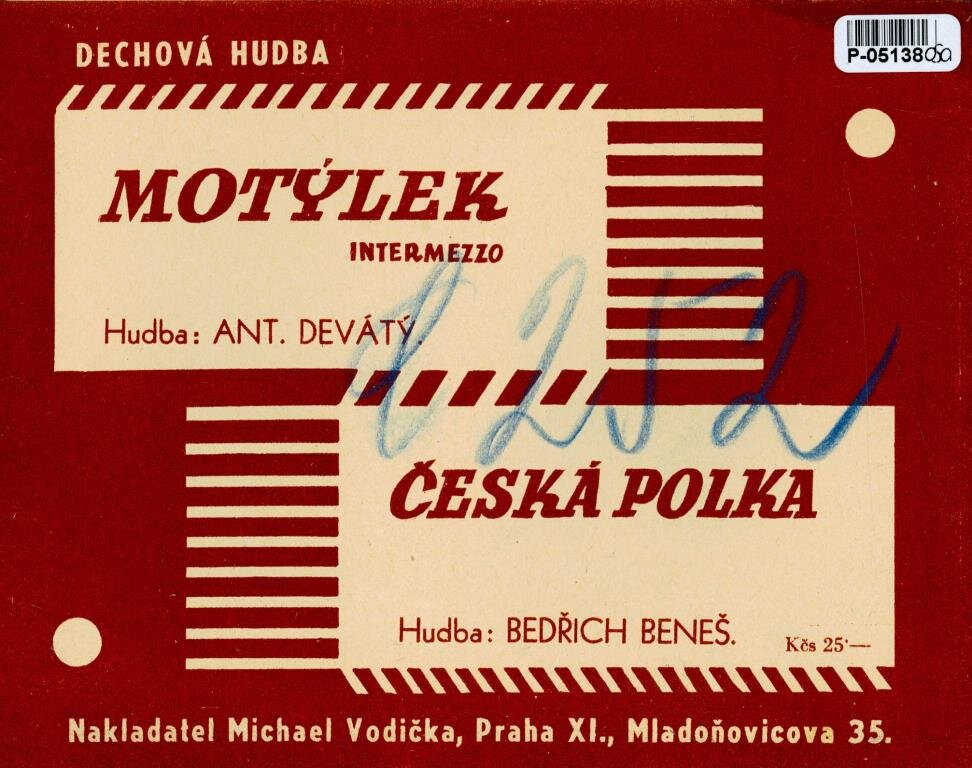 DECHOVÁ HUDBA
P-05138
MOTÝLEK
INTERMEZZO
Hudba: ANT. DEVÁTÝ.
252
ČESKÁ POLKA
Hudba: BEDŘICH BENEŠ.
Kčs 25·—
Nakladatel Michael Vodička, Praha XI., Mladoňovicova 35.